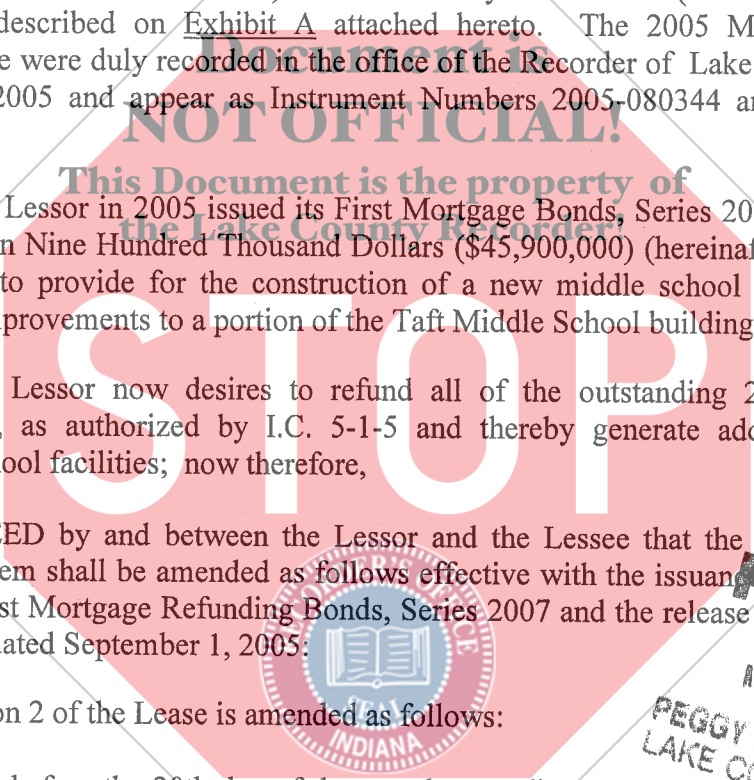 described on Exhibit A attached hereto. The 2005 M
Document is
e were duly recorded in the office of the Recorder of Lake
2005 and appear as Instrument Numbers 2005-080344 a
NOT OFFICIAL!
This Document is the property of
Lessor in 2005 issued its First Mortgage Bonds, Series 20
the Lake County Recorder!
n Nine Hundred Thousand Dollars ($45,900,000) (hereina
to provide for the construction of a new middle school
provements to a portion of the Taft Middle School building
STOP
Lessor now desires to refund all of the outstanding 2
, as authorized by I.C. 5-1-5 and thereby generate add
ool facilities; now therefore,
EED by and between the Lessor and the Lessee that the
em shall be amended as follows effective with the issuan
st Mortgage Refunding Bonds, Series 2007 and the release
ated September 1, 2005:
SEAL
INDIANA
on 2 of the Lease is amended as follows:
PEGGY
LAKE CO